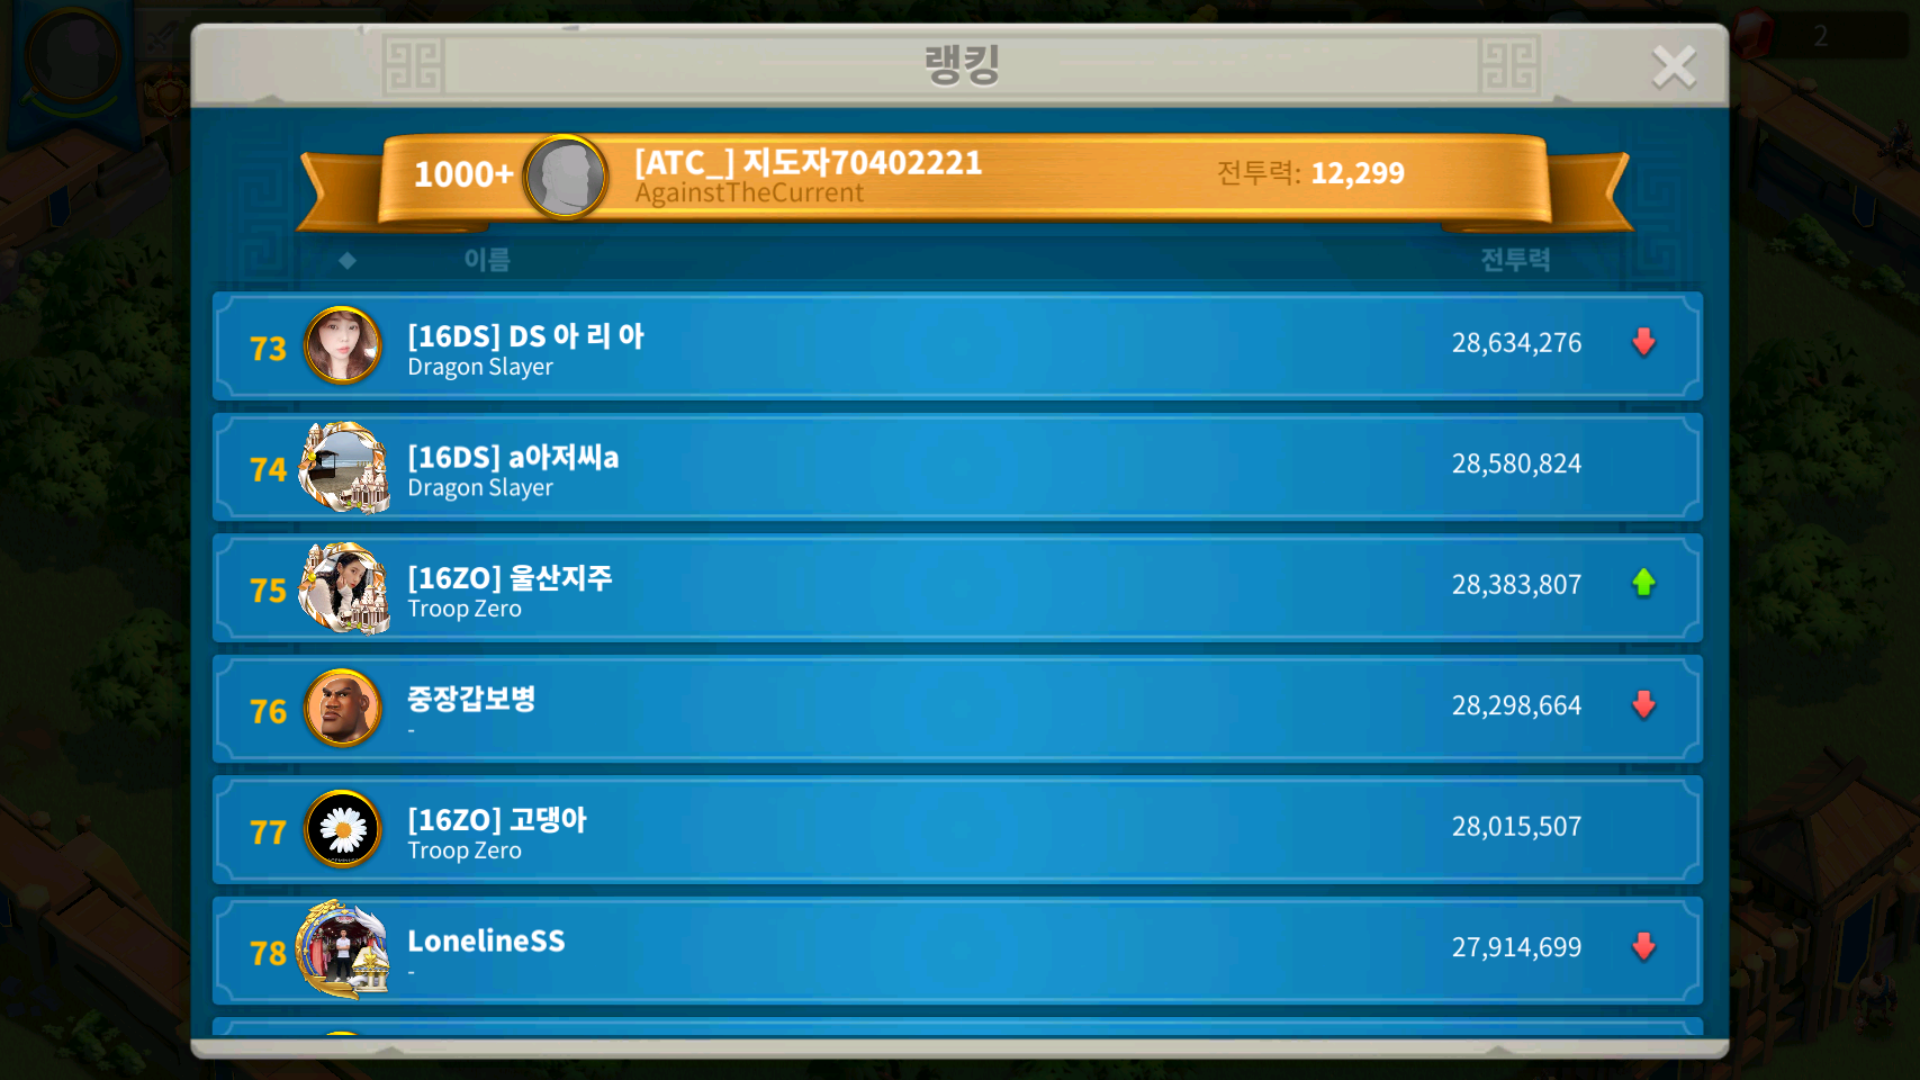 랭킹
2
1000+
[ATC_] 지도자70402221
AgainstTheCurrent
전투력: 12,299
이름
전투력
73
[16DS] DS 아 리 아
Dragon Slayer
28,634,276
74
[16DS] a아저씨a
Dragon Slayer
28,580,824
75
[16ZO] 울산지주
Troop Zero
28,383,807
76
중장갑보병
-
28,298,664
77
[16ZO] 고댕아
Troop Zero
28,015,507
78
LonelineSS
-
27,914,699